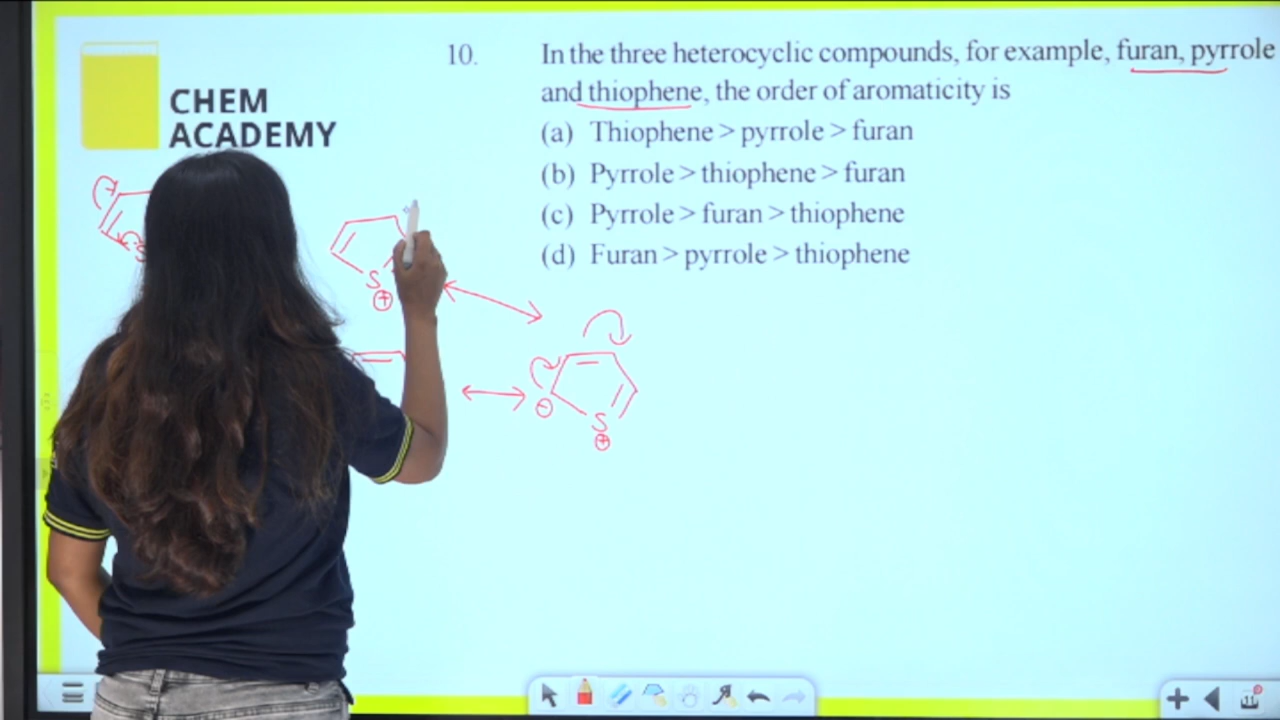 CHEM
ACADEMY
10. In the three heterocyclic compounds, for example, furan, pyrrole
and thiophene, the order of aromaticity is
(a) Thiophene > pyrrole > furan
(b) Pyrrole > thiophene > furan
(c) Pyrrole > furan > thiophene
(d) Furan > pyrrole > thiophene
S
S
⊕
⊖
S
⊕